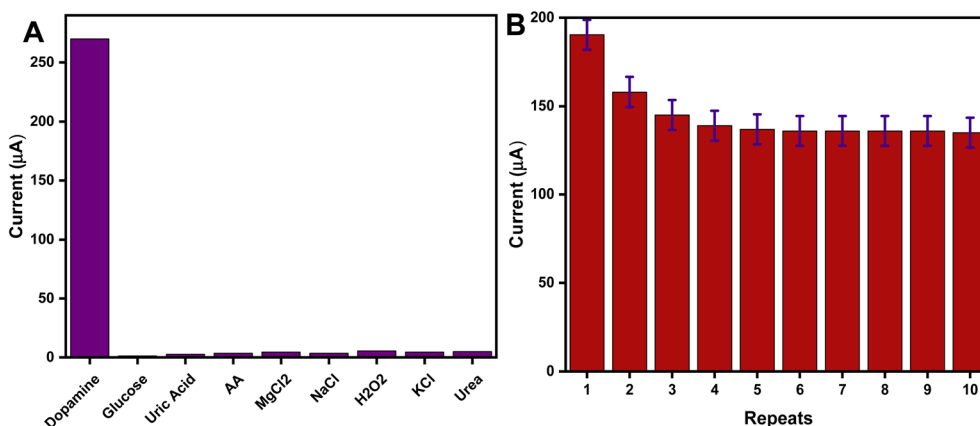 A
Current (µA)
250
200
150
100
50
0
Dopamine
Glucose
Uric Acid
AA
MgCl2
NaCl
H2O2
KCl
Urea
B
Current (µA)
200
150
100
50
0
1 2 3 4 5 6 7 8 9 10
Repeats